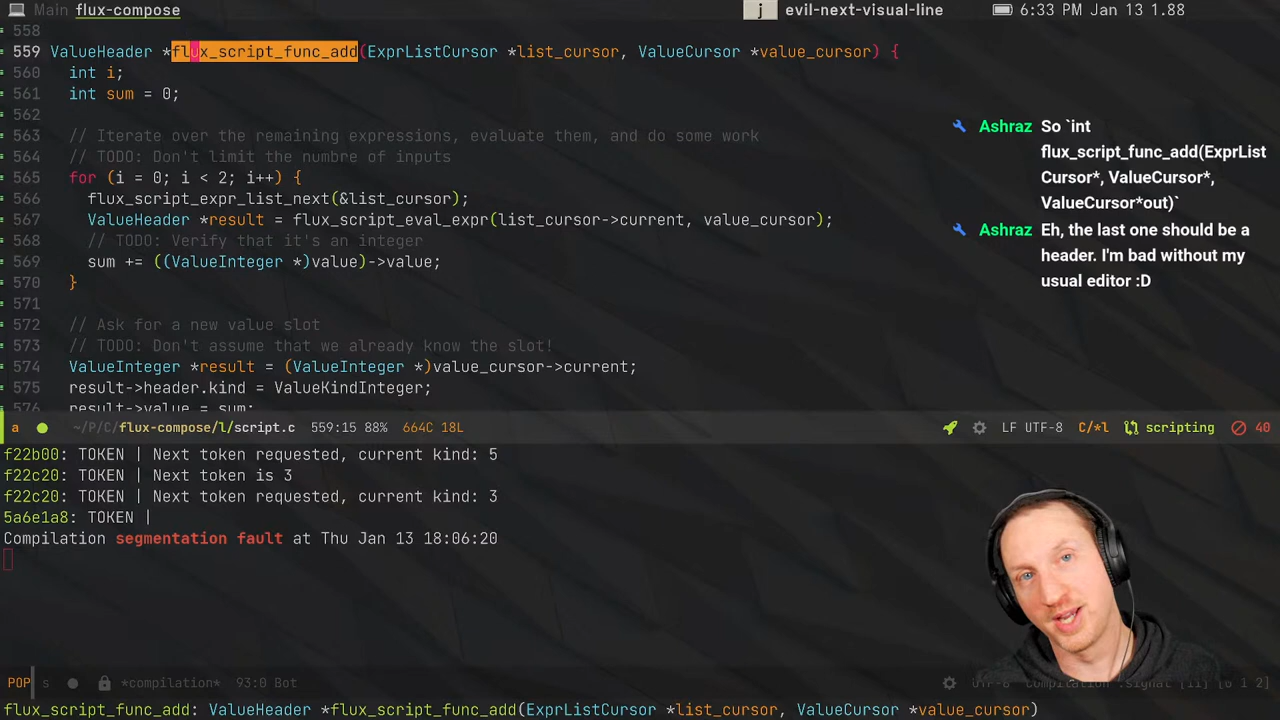 Main flux-compose
j evil-next-visual-line 6:33 PM Jan 13 1.88
558
559 ValueHeader *flux_script_func_add(ExprListCursor *list_cursor, ValueCursor *value_cursor) {
560 int i;
561 int sum = 0;
562
563 // Iterate over the remaining expressions, evaluate them, and do some work
564 // TODO: Don't limit the numbre of inputs
565 for (i = 0; i < 2; i++) {
566 flux_script_expr_list_next(&list_cursor);
567 ValueHeader *result = flux_script_eval_expr(list_cursor->current, value_cursor);
568 // TODO: Verify that it's an integer
569 sum += ((ValueInteger *)value)->value;
570 }
571
572 // Ask for a new value slot
573 // TODO: Don't assume that we already know the slot!
574 ValueInteger *result = (ValueInteger *)value_cursor->current;
575 result->header.kind = ValueKindInteger;
576 result->value = sum;
Ashraz So `int
flux_script_func_add(ExprList
Cursor*, ValueCursor*,
ValueCursor*out)`
Ashraz Eh, the last one should be a
header. I'm bad without my
usual editor :D
a ~/P/C/flux-compose/l/script.c 559:15 88% 664C 18L LF UTF-8 C/*l scripting 40
f22b00: TOKEN | Next token requested, current kind: 5
f22c20: TOKEN | Next token is 3
f22c20: TOKEN | Next token requested, current kind: 3
5a6e1a8: TOKEN |
Compilation segmentation fault at Thu Jan 13 18:06:20
POP s *compilation* 93:0 Bot UTF-8
flux_script_func_add: ValueHeader *flux_script_func_add(ExprListCursor *list_cursor, ValueCursor *value_cursor)